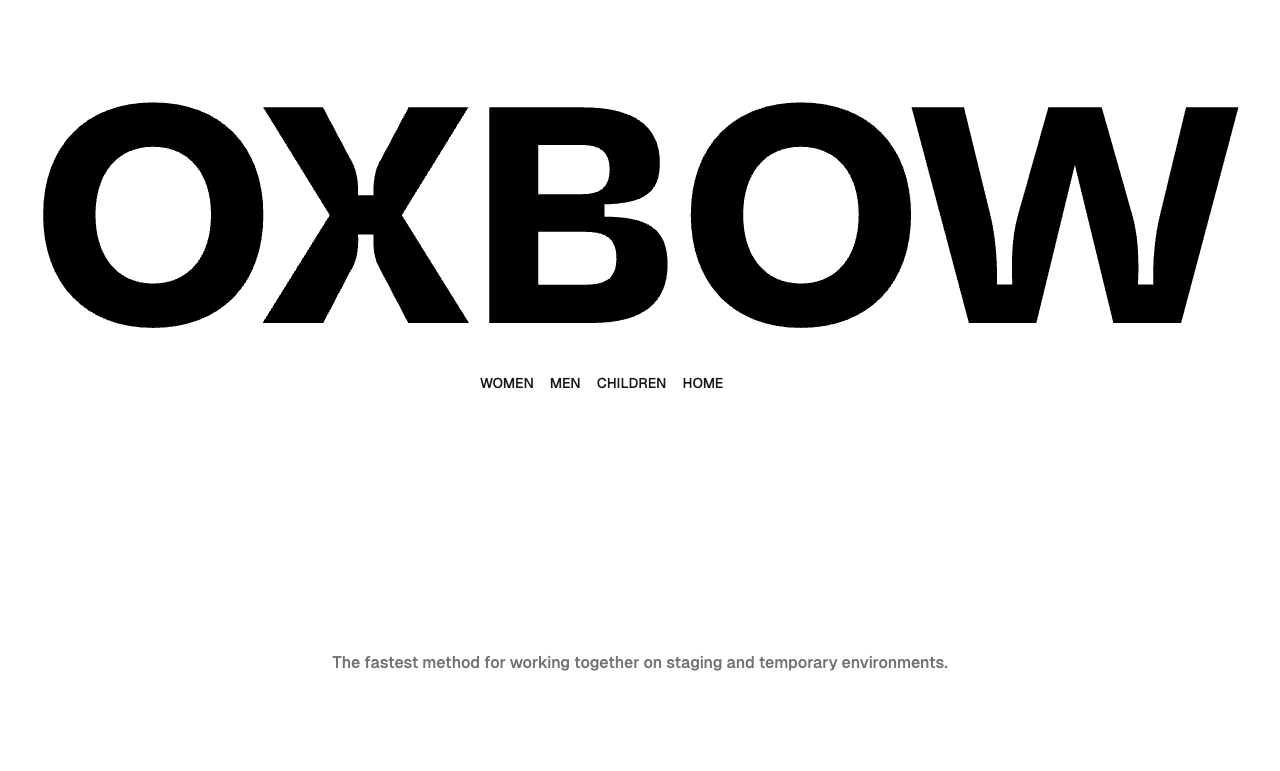 OXBOW
WOMEN MEN CHILDREN HOME
The fastest method for working together on staging and temporary environments.